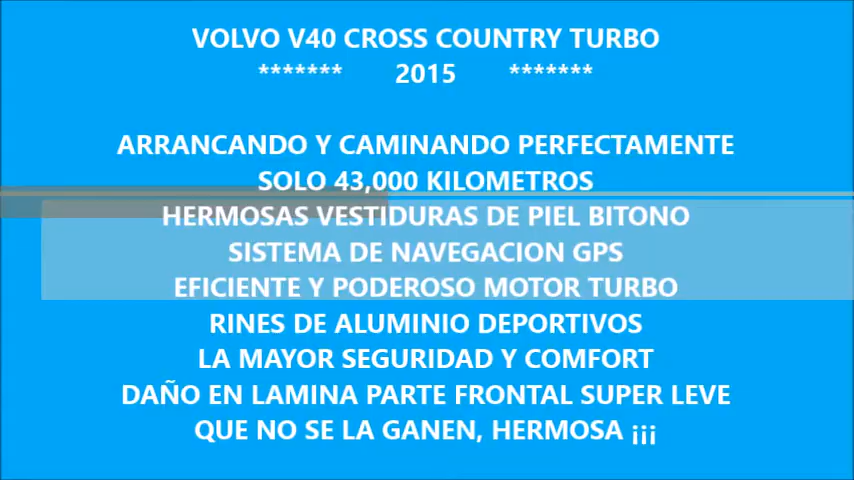 VOLVO V40 CROSS COUNTRY TURBO
******* 2015 *******
ARRANCANDO Y CAMINANDO PERFECTAMENTE
SOLO 43,000 KILOMETROS
HERMOSAS VESTIDURAS DE PIEL BITONO
SISTEMA DE NAVEGACION GPS
EFICIENTE Y PODEROSO MOTOR TURBO
RINES DE ALUMINIO DEPORTIVOS
LA MAYOR SEGURIDAD Y COMFORT
DAÑO EN LAMINA PARTE FRONTAL SUPER LEVE
QUE NO SE LA GANEN, HERMOSA ¡¡¡